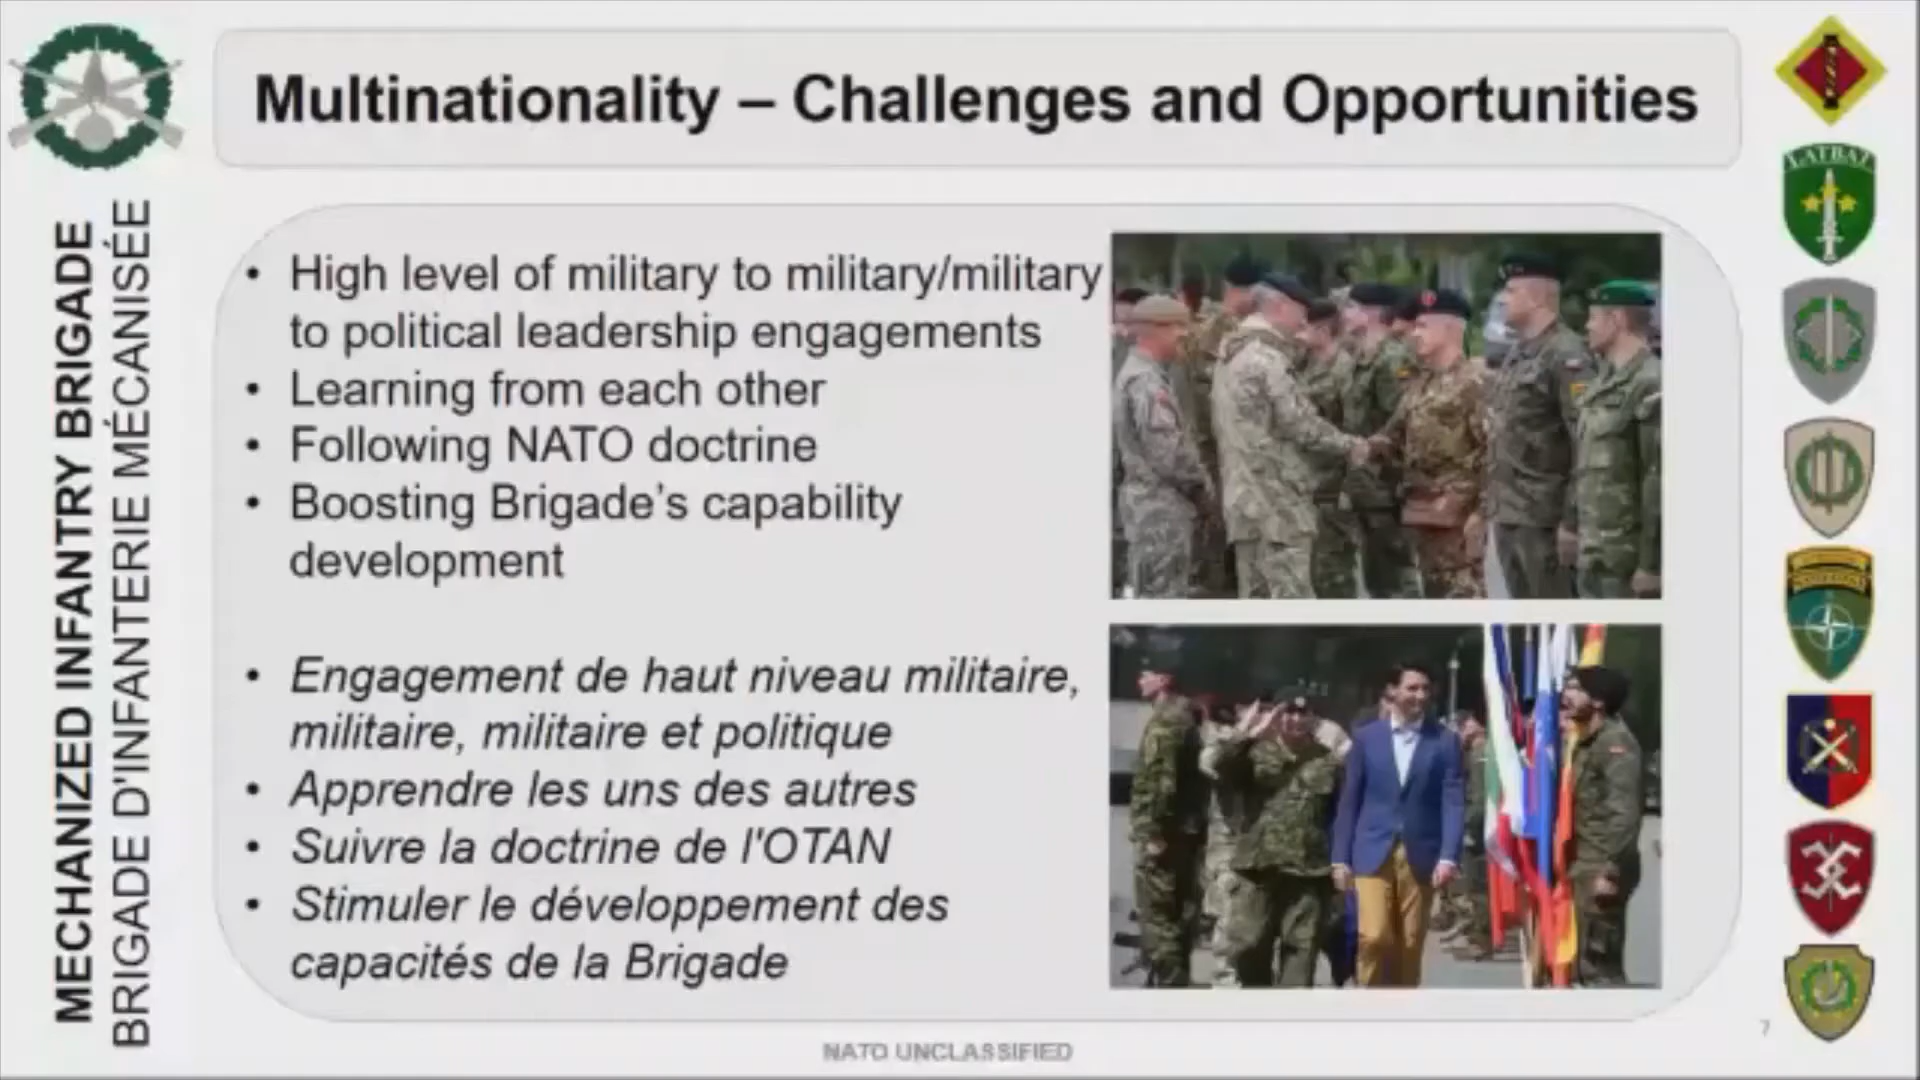 Multinationality – Challenges and Opportunities
MECHANIZED INFANTRY BRIGADE
BRIGADE D'INFANTERIE MÉCANISÉE
• High level of military to military/military
to political leadership engagements
• Learning from each other
• Following NATO doctrine
• Boosting Brigade’s capability
development
• Engagement de haut niveau militaire,
militaire, militaire et politique
• Apprendre les uns des autres
• Suivre la doctrine de l'OTAN
• Stimuler le développement des
capacités de la Brigade
LATBAT
7
NATO UNCLASSIFIED